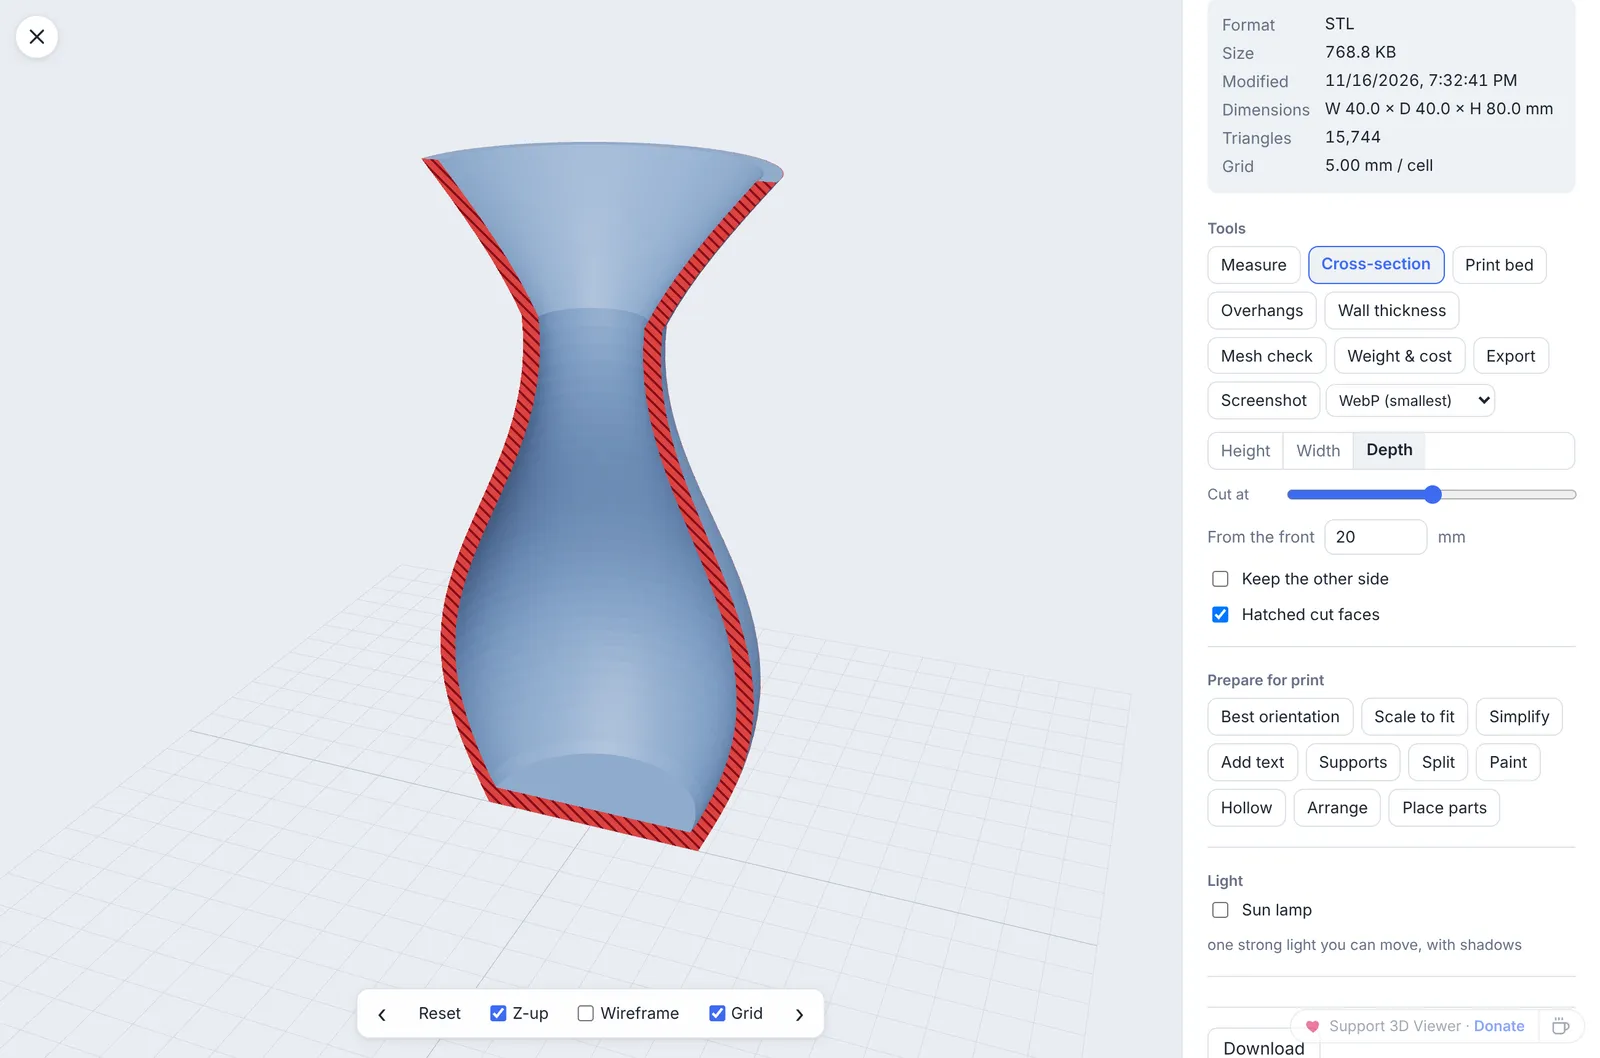 Format STL
Size 768.8 KB
Modified 11/16/2026, 7:32:41 PM
Dimensions W 40.0 × D 40.0 × H 80.0 mm
Triangles 15,744
Grid 5.00 mm / cell
Tools
Measure Cross-section Print bed
Overhangs Wall thickness
Mesh check Weight & cost Export
Screenshot WebP (smallest)
Height Width Depth
Cut at
From the front 20 mm
Keep the other side
Hatched cut faces
Prepare for print
Best orientation Scale to fit Simplify
Add text Supports Split Paint
Hollow Arrange Place parts
Light
Sun lamp
one strong light you can move, with shadows
Reset Z-up Wireframe Grid
Support 3D Viewer · Donate
Download